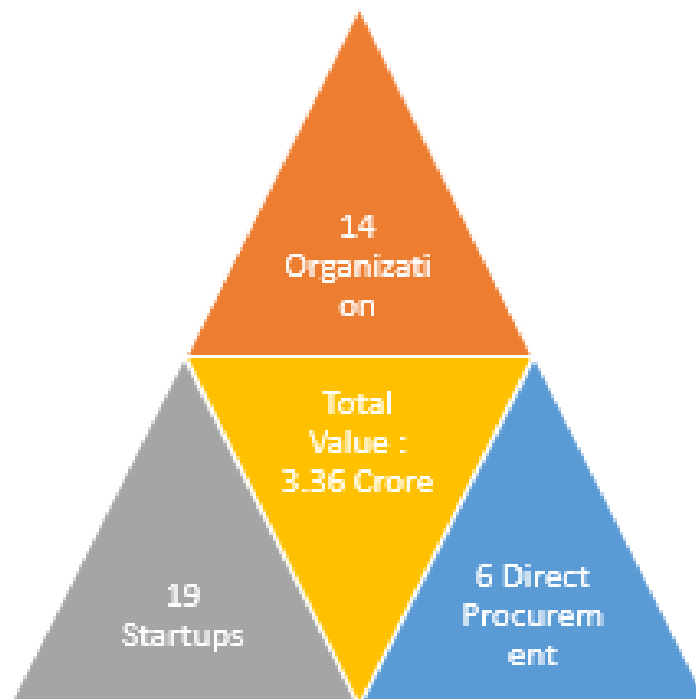 14
Organizati
on
Total
Value :
3.36 Crore
19
Startups
6 Direct
Procurem
ent